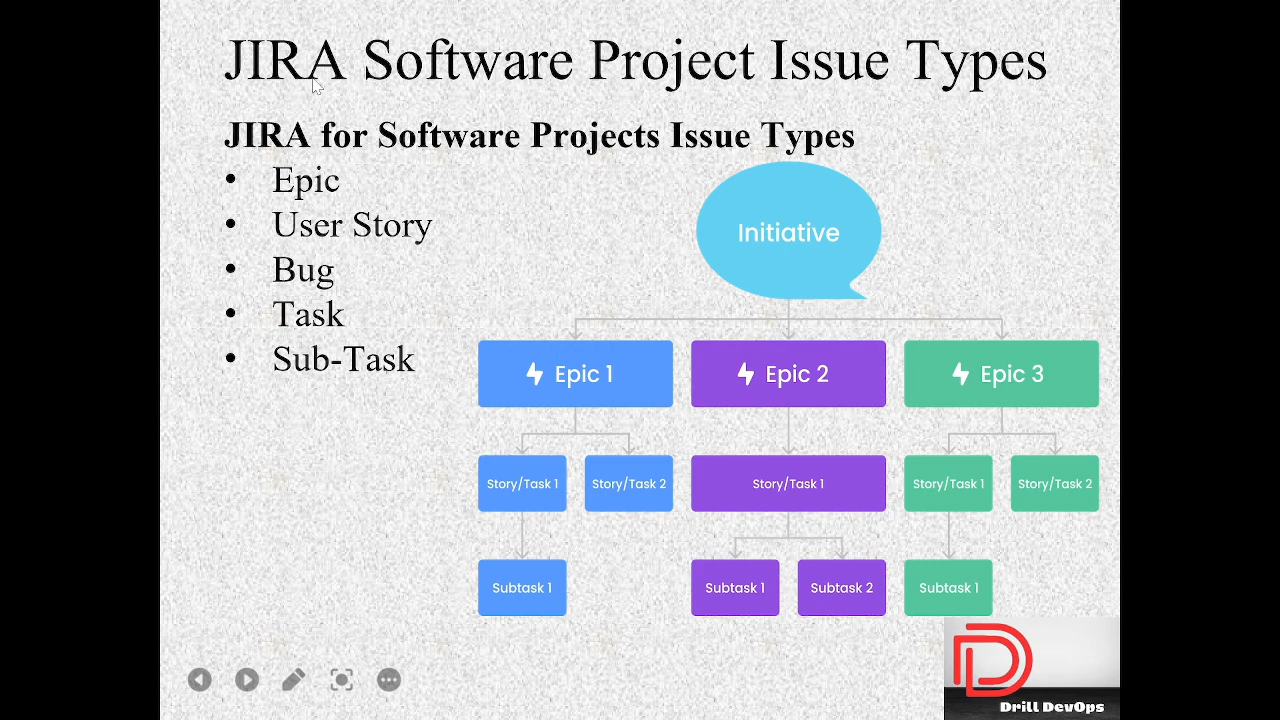 JIRA Software Project Issue Types
JIRA for Software Projects Issue Types
• Epic
• User Story
• Bug
• Task
• Sub-Task
Initiative
Epic 1
Epic 2
Epic 3
Story/Task 1
Story/Task 2
Story/Task 1
Story/Task 1
Story/Task 2
Subtask 1
Subtask 1
Subtask 2
Subtask 1
Drill DevOps